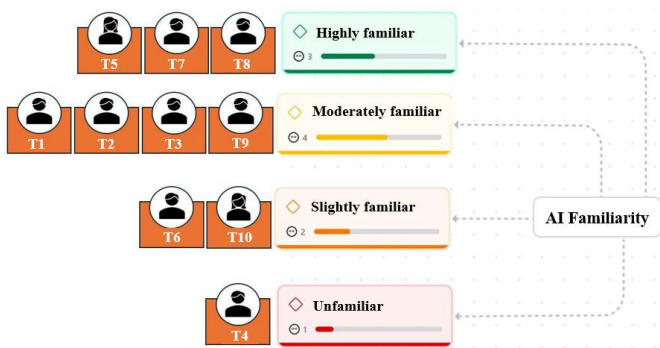 Highly familiar
3
T5 T7 T8
Moderately familiar
4
T1 T2 T3 T9
Slightly familiar
2
AI Familiarity
T6 T10
Unfamiliar
1
T4